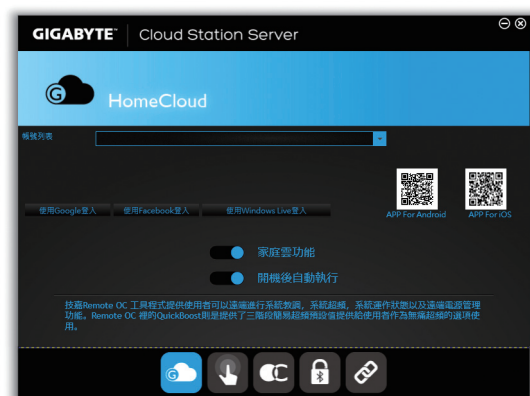 GIGABYTE™ Cloud Station Server
HomeCloud
帳號列表
使用Google登入 使用Facebook登入 使用Windows Live登入
APP For Android APP For iOS
家庭雲功能
開機後自動執行
技嘉Remote OC 工具程式提供使用者可以遠端進行系統教調，系統超頻，系統運作狀態以及遠端電源管理
功能。Remote OC 裡的QuickBoost則是提供了三階段簡易超頻預設值提供給使用者作為無痛超頻的選項使
用。